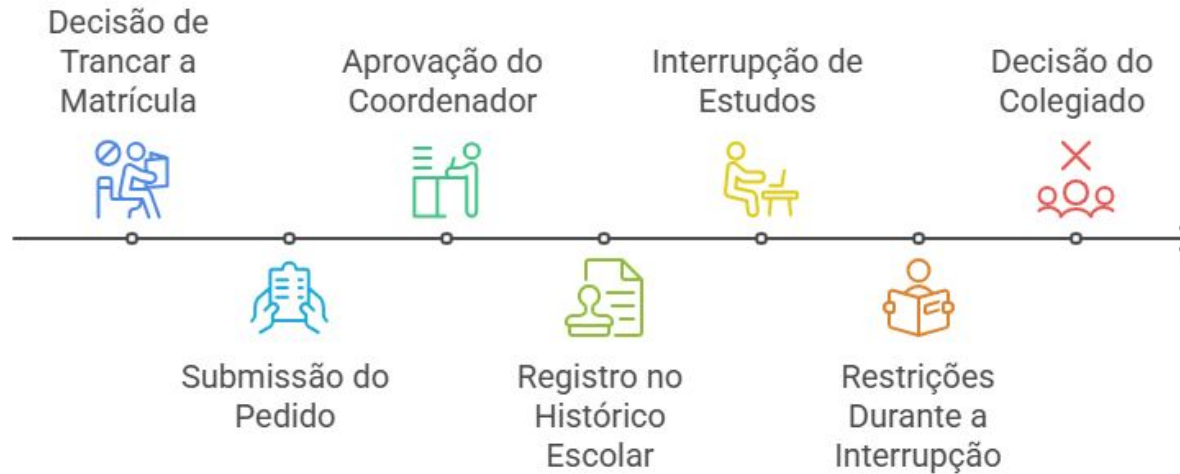 Decisão de
Trancar a
Matrícula
Submissão do
Pedido
Aprovação do
Coordenador
Registro no
Histórico
Escolar
Interrupção de
Estudos
Restrições
Durante a
Interrupção
Decisão do
Colegiado